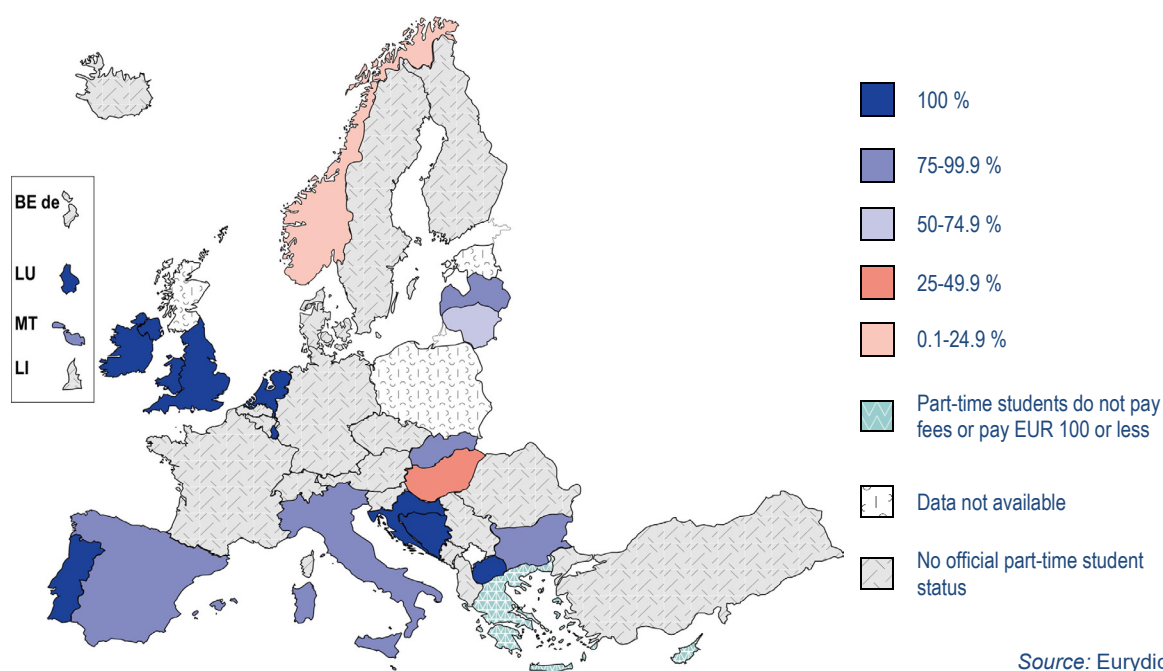 BE de
LU
MT
LI
100 %
75-99.9 %
50-74.9 %
25-49.9 %
0.1-24.9 %
Part-time students do not pay
fees or pay EUR 100 or less
Data not available
No official part-time student
status
Source: Eurydic